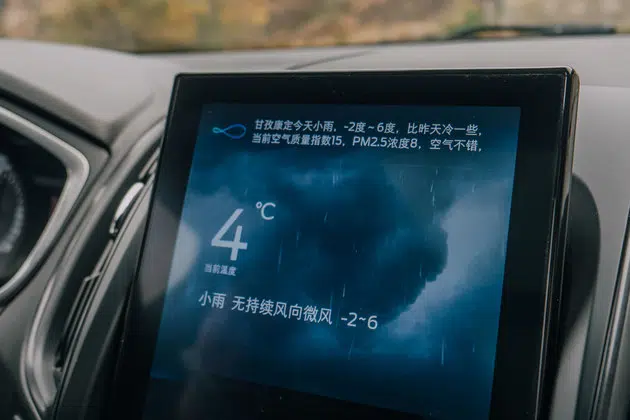 甘孜康定今天小雨，-2度～6度，比昨天冷一些，
当前空气质量指数15，PM2.5浓度8，空气不错，
4℃
当前温度
小雨 无持续风向微风 -2~6